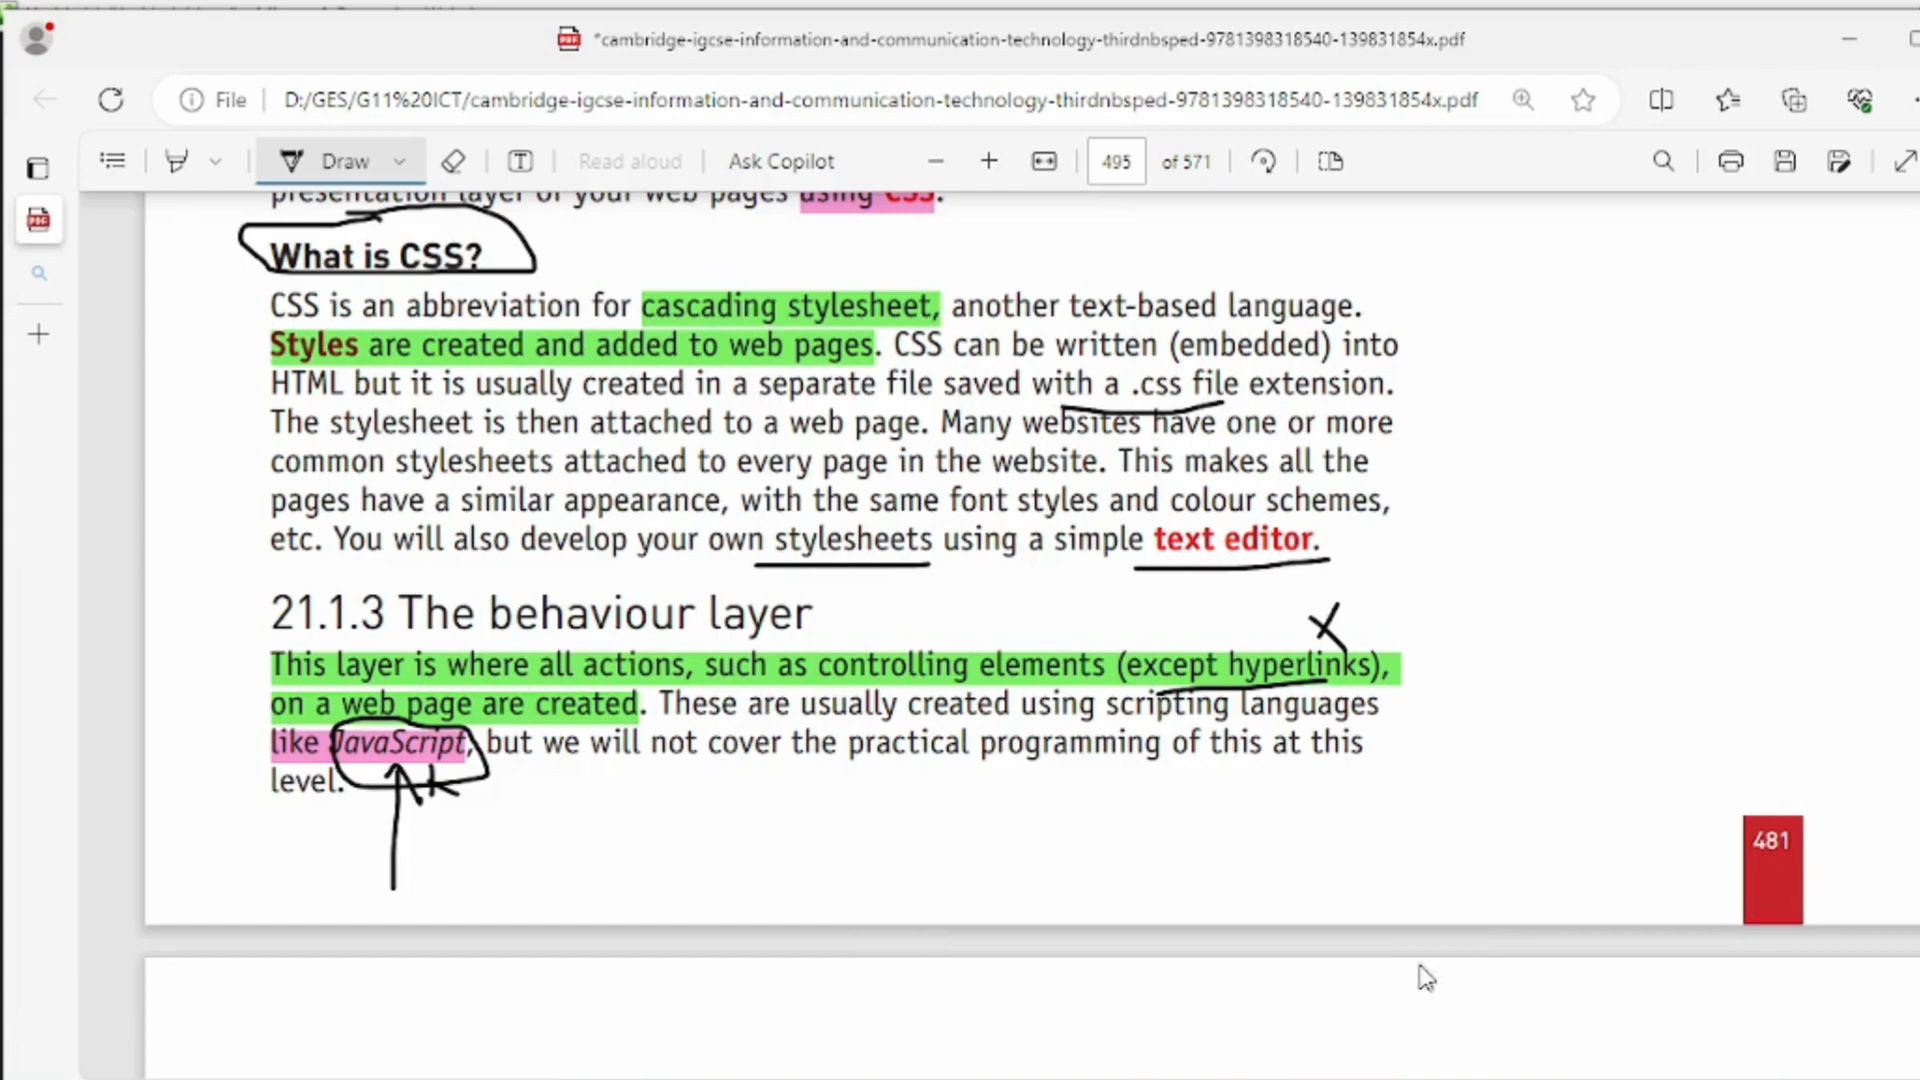 *cambridge-igcse-information-and-communication-technology-thirdnbsped-9781398318540-139831854x.pdf
File D:/GES/G11%20ICT/cambridge-igcse-information-and-communication-technology-thirdnbsped-9781398318540-139831854x.pdf
Draw Read aloud Ask Copilot 495 of 571
presentation layer of your web pages using CSS.
What is CSS?
CSS is an abbreviation for cascading stylesheet, another text-based language.
Styles are created and added to web pages. CSS can be written (embedded) into
HTML but it is usually created in a separate file saved with a .css file extension.
The stylesheet is then attached to a web page. Many websites have one or more
common stylesheets attached to every page in the website. This makes all the
pages have a similar appearance, with the same font styles and colour schemes,
etc. You will also develop your own stylesheets using a simple text editor.
21.1.3 The behaviour layer
This layer is where all actions, such as controlling elements (except hyperlinks),
on a web page are created. These are usually created using scripting languages
like JavaScript, but we will not cover the practical programming of this at this
level.
481